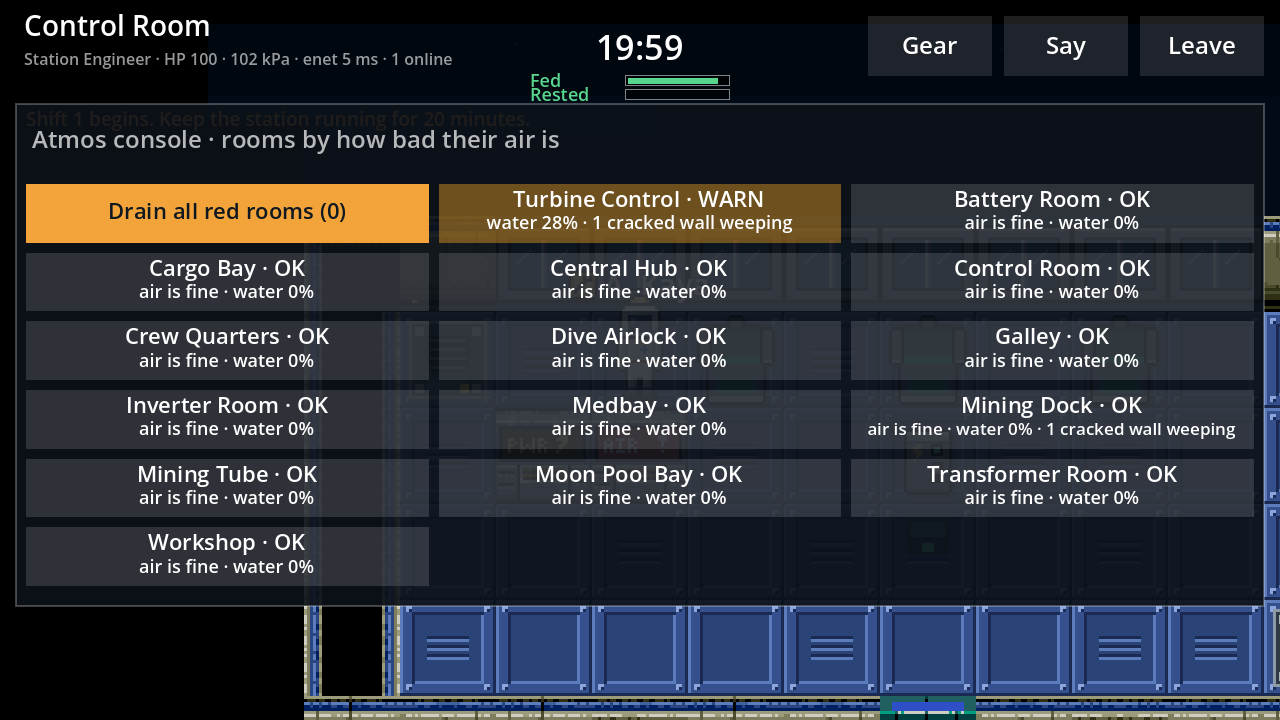 Control Room
Station Engineer · HP 100 · 102 kPa · enet 5 ms · 1 online
19:59
Fed
Rested
Gear
Say
Leave
Shift 1 begins. Keep the station running for 20 minutes.
Atmos console · rooms by how bad their air is
Drain all red rooms (0)
Turbine Control · WARN
water 28% · 1 cracked wall weeping
Battery Room · OK
air is fine · water 0%
Cargo Bay · OK
air is fine · water 0%
Central Hub · OK
air is fine · water 0%
Control Room · OK
air is fine · water 0%
Crew Quarters · OK
air is fine · water 0%
Dive Airlock · OK
air is fine · water 0%
Galley · OK
air is fine · water 0%
Inverter Room · OK
air is fine · water 0%
Medbay · OK
air is fine · water 0%
Mining Dock · OK
air is fine · water 0% · 1 cracked wall weeping
PWR ?
AIR !
Mining Tube · OK
air is fine · water 0%
Moon Pool Bay · OK
air is fine · water 0%
Transformer Room · OK
air is fine · water 0%
Workshop · OK
air is fine · water 0%